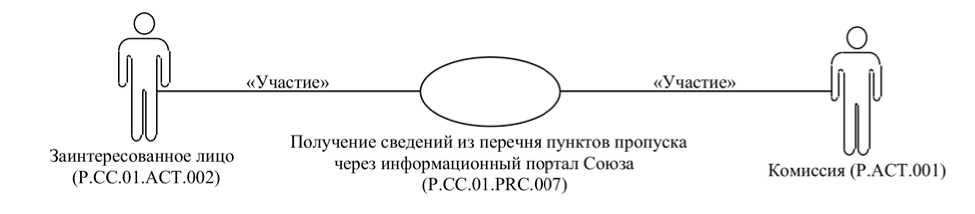 «Участие»
«Участие»
Заинтересованное лицо
(P.CC.01.ACT.002)
Получение сведений из перечня пунктов пропуска
через информационный портал Союза
(P.CC.01.PRC.007)
Комиссия (P.ACT.001)